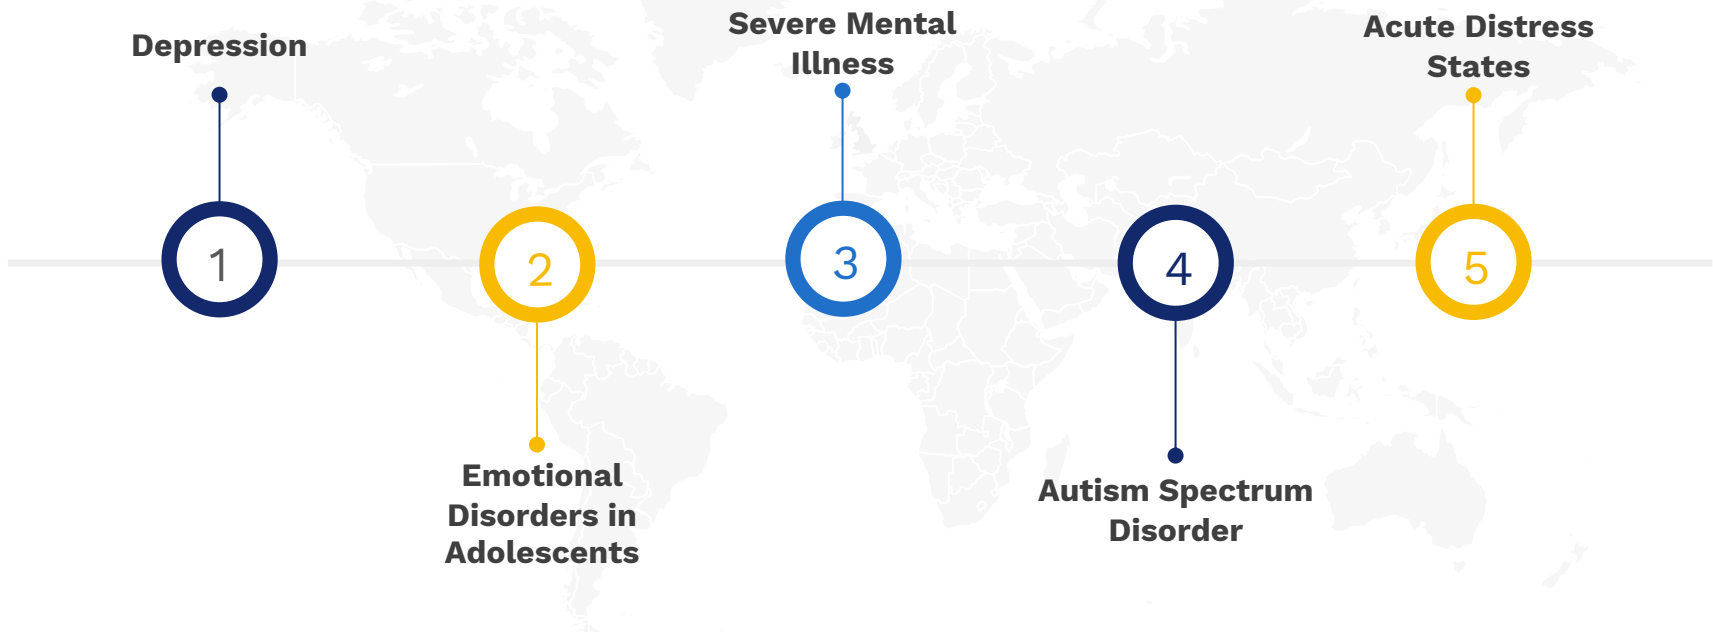 Depression
1
2
Emotional
Disorders in
Adolescents
Severe Mental
Illness
3
4
Autism Spectrum
Disorder
Acute Distress
States
5